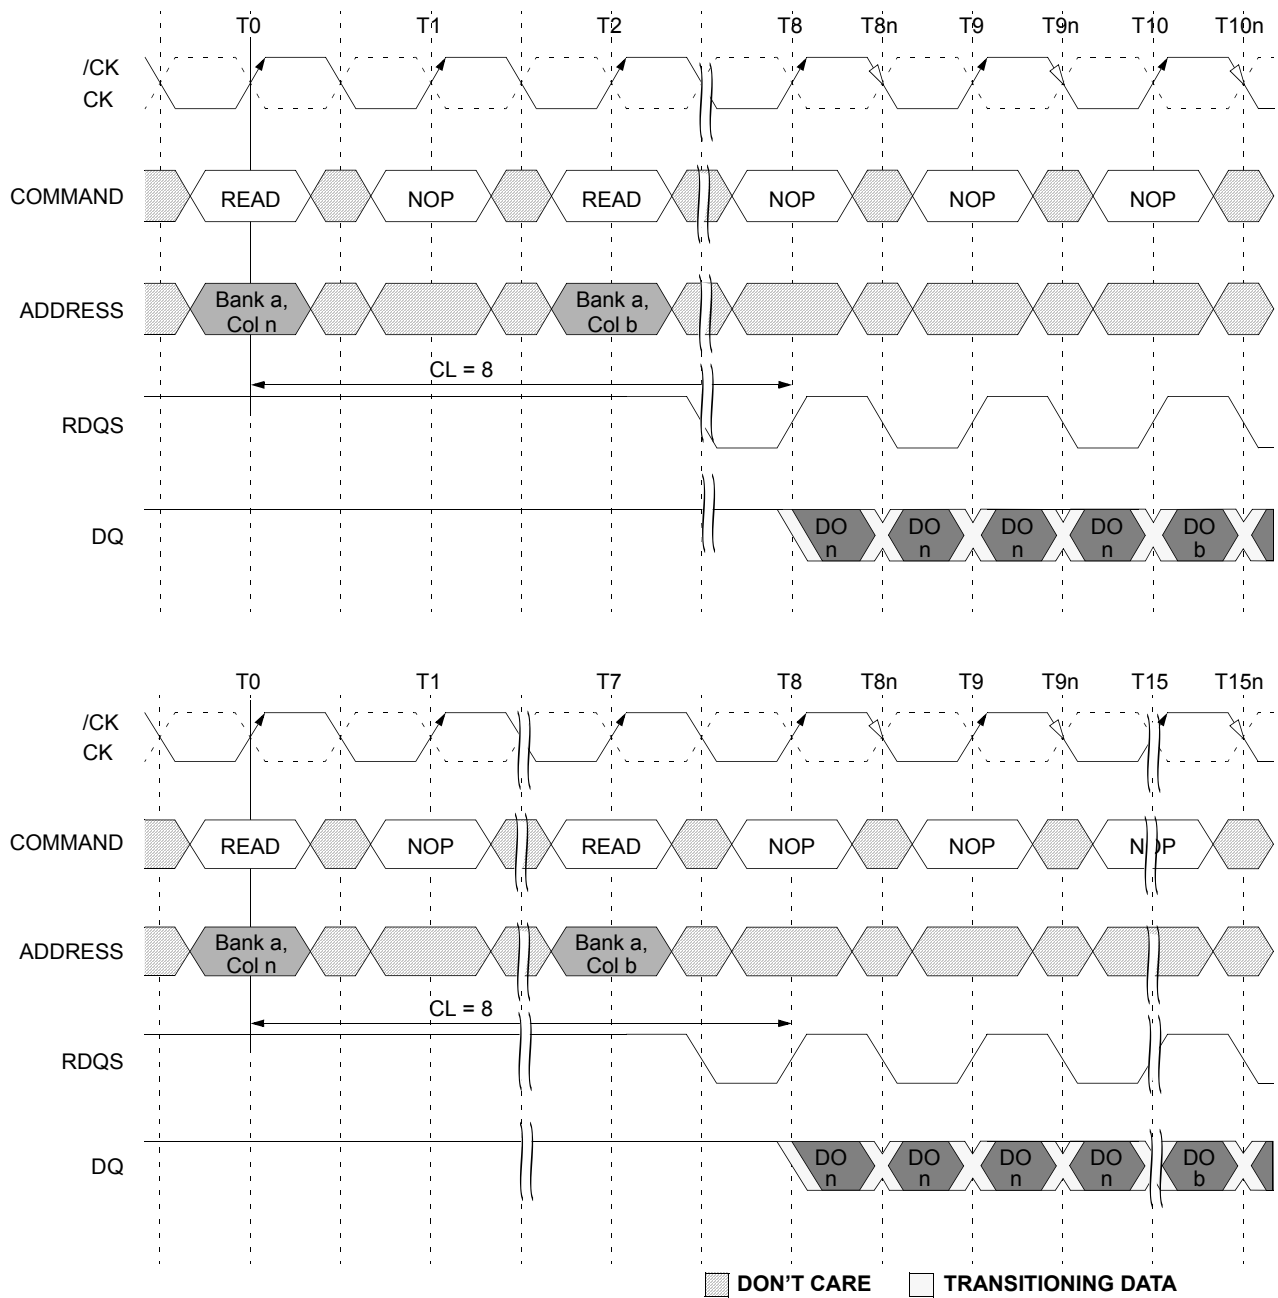 T0 T1 T2 T8 T8n T9 T9n T10 T10n
/CK
CK
COMMAND READ NOP READ NOP NOP NOP
ADDRESS Bank a, Bank a,
Col n Col b
CL = 8
RDQS
DQ DO DO DO DO DO
n n n n b
T0 T1 T7 T8 T8n T9 T9n T15 T15n
/CK
CK
COMMAND READ NOP READ NOP NOP NOP
ADDRESS Bank a, Bank a,
Col n Col b
CL = 8
RDQS
DQ DO DO DO DO DO
n n n n b
DON'T CARE TRANSITIONING DATA